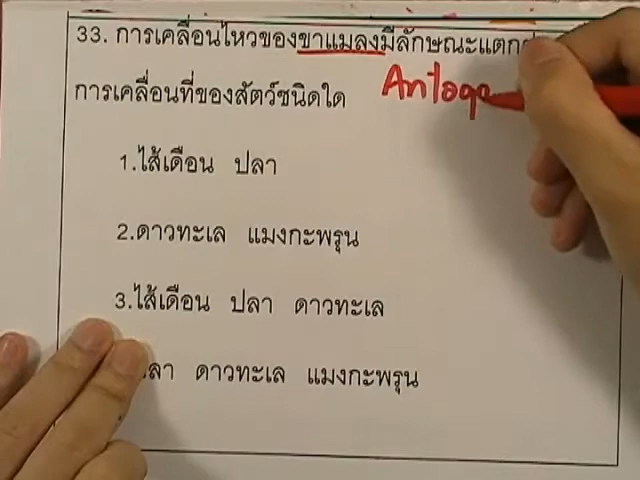 33. การเคลื่อนไหวของขาแมลงมีลักษณะแตก
การเคลื่อนที่ของสัตว์ชนิดใด Antago
1.ไส้เดือน ปลา
2.ดาวทะเล แมงกะพรุน
3.ไส้เดือน ปลา ดาวทะเล
ดาวทะเล แมงกะพรุน